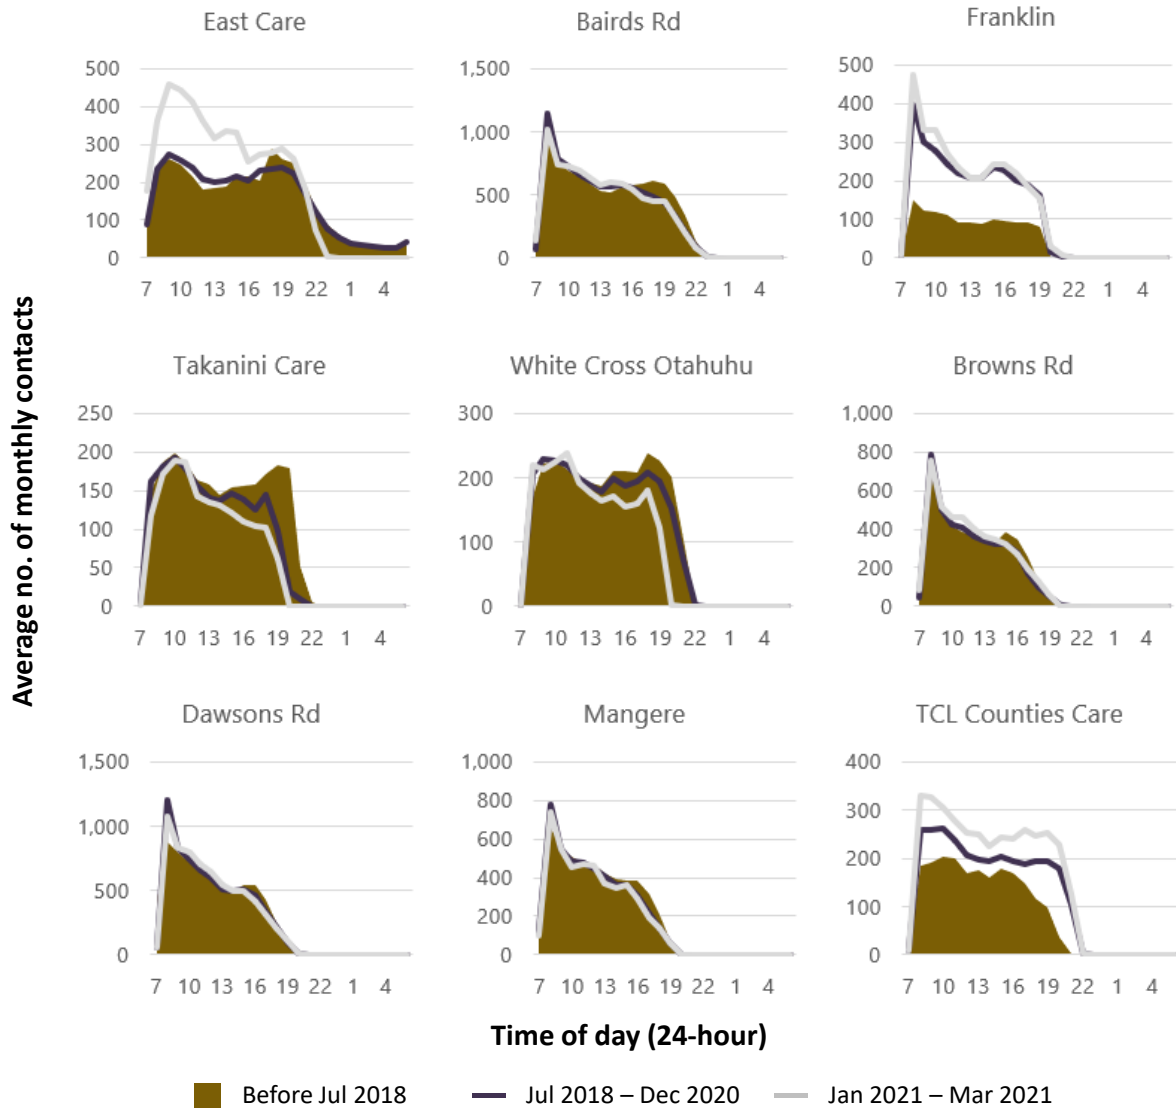 East Care
Bairds Rd
Franklin
500
400
300
200
100
0
7 10 13 16 19 22 1 4
1,500
1,000
500
0
7 10 13 16 19 22 1 4
500
400
300
200
100
0
7 10 13 16 19 22 1 4
Average no. of monthly contacts
Takanini Care
White Cross Otahuhu
Browns Rd
250
200
150
100
50
0
7 10 13 16 19 22 1 4
300
200
100
0
7 10 13 16 19 22 1 4
1,000
800
600
400
200
0
7 10 13 16 19 22 1 4
Dawsons Rd
Mangere
TCL Counties Care
1,500
1,000
500
0
7 10 13 16 19 22 1 4
1,000
800
600
400
200
0
7 10 13 16 19 22 1 4
400
300
200
100
0
7 10 13 16 19 22 1 4
Time of day (24-hour)
Before Jul 2018
Jul 2018 – Dec 2020
Jan 2021 – Mar 2021